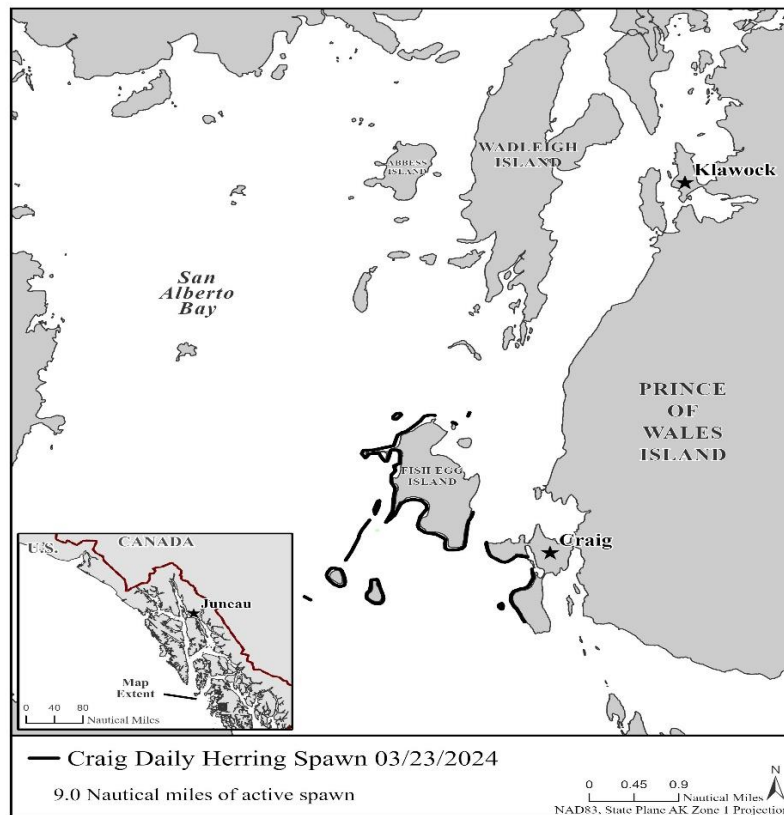 WADLEIGH
ISLAND
ABBESS
ISLAND
Klawock
San
Alberto
Bay
PRINCE
OF
WALES
ISLAND
FISH EGG
ISLAND
Craig
CANADA
U.S.
Juneau
Map
Extent
0 40 80
Nautical Miles
Craig Daily Herring Spawn 03/23/2024
9.0 Nautical miles of active spawn
N
0 0.45 0.9
Nautical Miles
NAD83, State Plane AK Zone 1 Projection